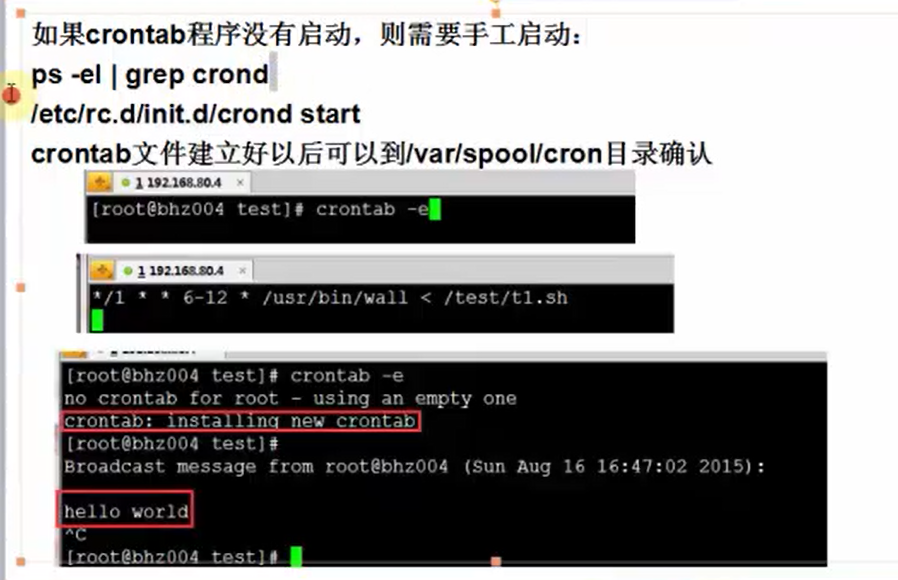 如果crontab程序没有启动，则需要手工启动：
ps -el | grep crond
/etc/rc.d/init.d/crond start
crontab文件建立好以后可以到/var/spool/cron目录确认
1 192.168.80.4 ×
[root@bhz004 test]# crontab -e
1 192.168.80.4 ×
*/1 * * 6-12 * /usr/bin/wall < /test/t1.sh
[root@bhz004 test]# crontab -e
no crontab for root - using an empty one
crontab: installing new crontab
[root@bhz004 test]#
Broadcast message from root@bhz004 (Sun Aug 16 16:47:02 2015):
hello world
^C
[root@bhz004 test]#